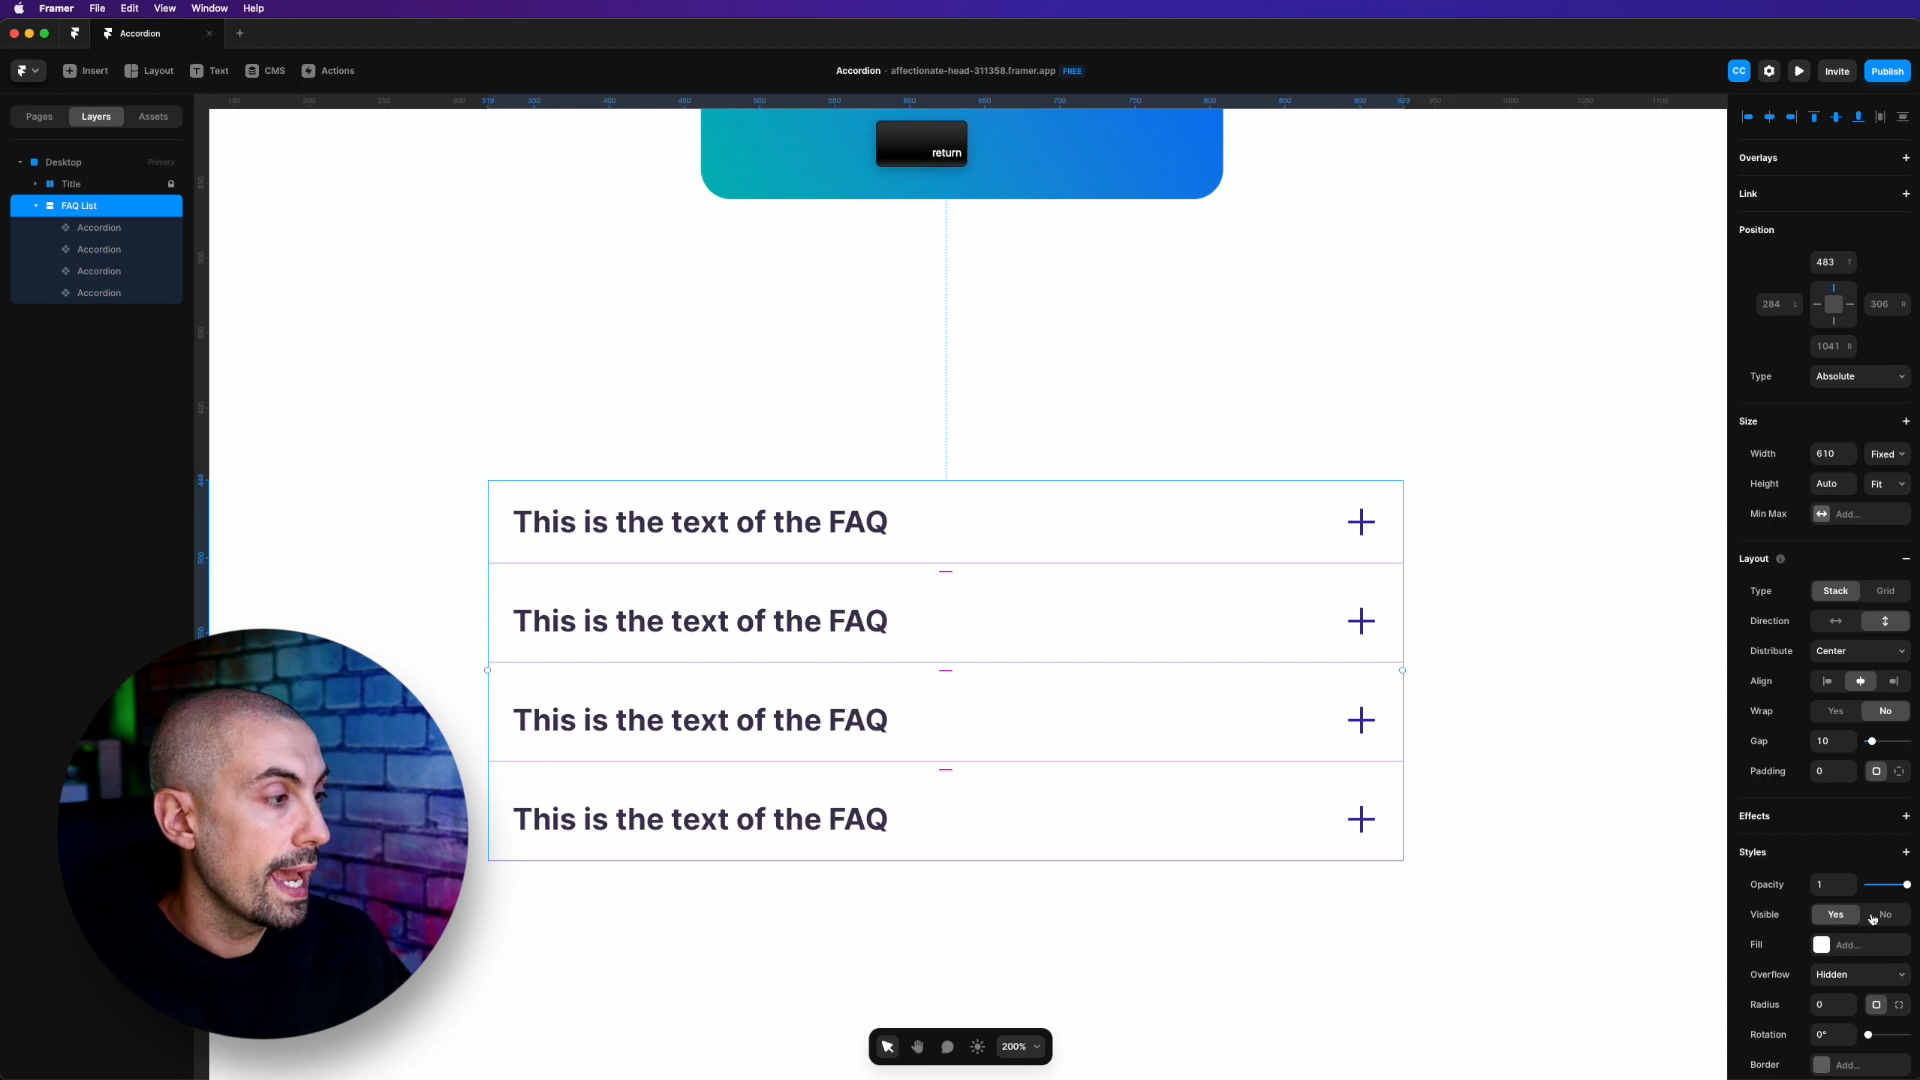 Framer File Edit View Window Help
Accordion
Insert Layout Text CMS Actions
Accordion · affectionate-head-311358.framer.app FREE
CC Invite Publish
Pages Layers Assets
Desktop Primary
Title
FAQ List
Accordion
Accordion
Accordion
Accordion
return
This is the text of the FAQ
This is the text of the FAQ
This is the text of the FAQ
This is the text of the FAQ
200%
Overlays
Link
Position
483 T
284 L 306 R
1041 B
Type Absolute
Size
Width 610 Fixed
Height Auto Fit
Min Max Add...
Layout
Type Stack Grid
Direction
Distribute Center
Align
Wrap Yes No
Gap 10
Padding 0
Effects
Styles
Opacity 1
Visible Yes No
Fill Add...
Overflow Hidden
Radius 0
Rotation 0°
Border Add...